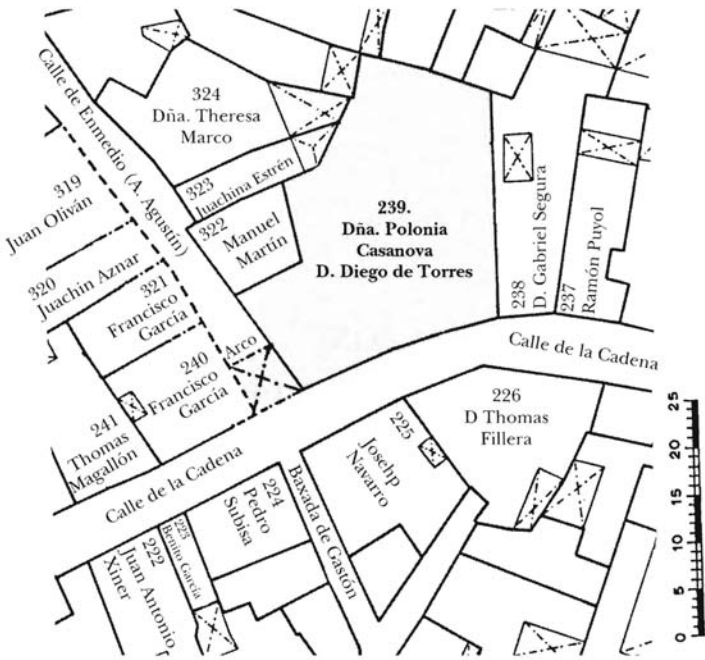 Calle de Enmedio (A. Agustín)
324
Dña. Theresa
Marco
323
Juachina Estrén
322
Manuel
Martín
239.
Dña. Polonia
Casanova
D. Diego de Torres
238
D. Gabriel Segura
237
Ramón Puyol
319
Juan Oliván
320
Juachin Aznar
321
Francisco
García
240
Francisco
García
Arco
241
Thomas
Magallón
Calle de la Cadena
Calle de la Cadena
226
D Thomas
Fillera
225
Josehp
Navarro
Baxada de Gastón
224
Pedro
Subisa
223
Benito García
222
Juan Antonio
Xiner
25
20
15
10
5
0